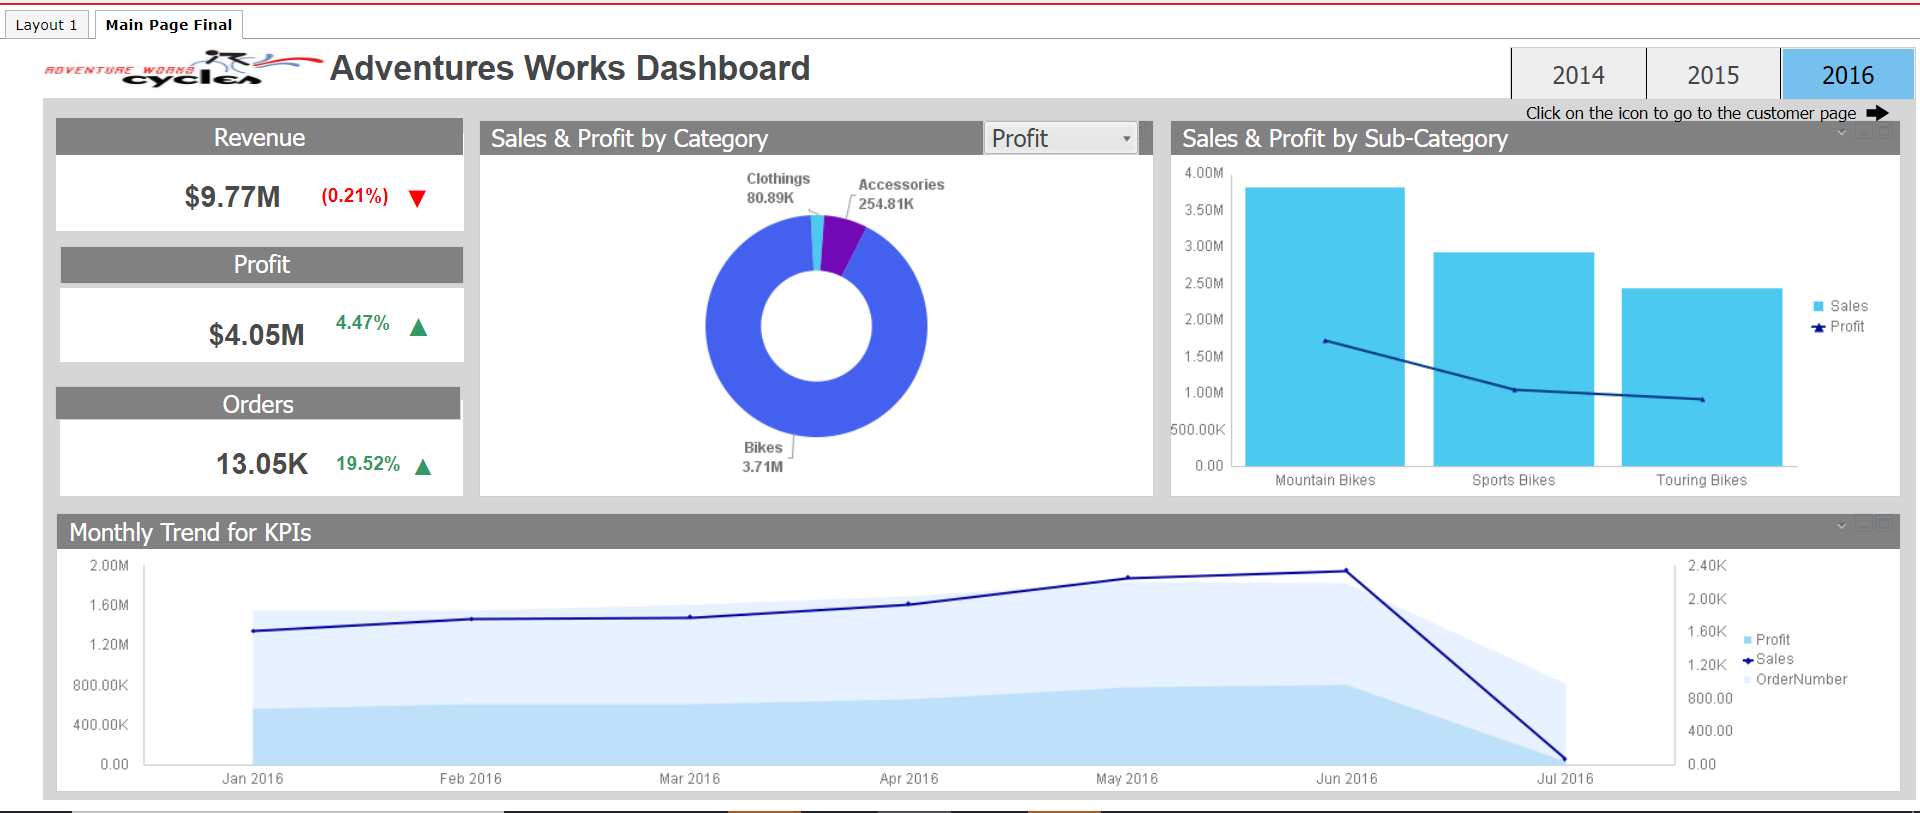 Layout 1
Main Page Final
ADVENTURE WORKS
cycles
Adventures Works Dashboard
2014
2015
2016
Click on the icon to go to the customer page
Revenue
$9.77M
(0.21%)
Profit
$4.05M
4.47%
Orders
13.05K
19.52%
Sales & Profit by Category
Profit
Clothings
80.89K
Accessories
254.81K
Bikes
3.71M
Sales & Profit by Sub-Category
4.00M
3.50M
3.00M
2.50M
2.00M
1.50M
1.00M
500.00K
0.00
Mountain Bikes
Sports Bikes
Touring Bikes
Sales
Profit
Monthly Trend for KPIs
2.00M
1.60M
1.20M
800.00K
400.00K
0.00
Jan 2016
Feb 2016
Mar 2016
Apr 2016
May 2016
Jun 2016
Jul 2016
2.40K
2.00K
1.60K
1.20K
800.00
400.00
0.00
Profit
Sales
OrderNumber